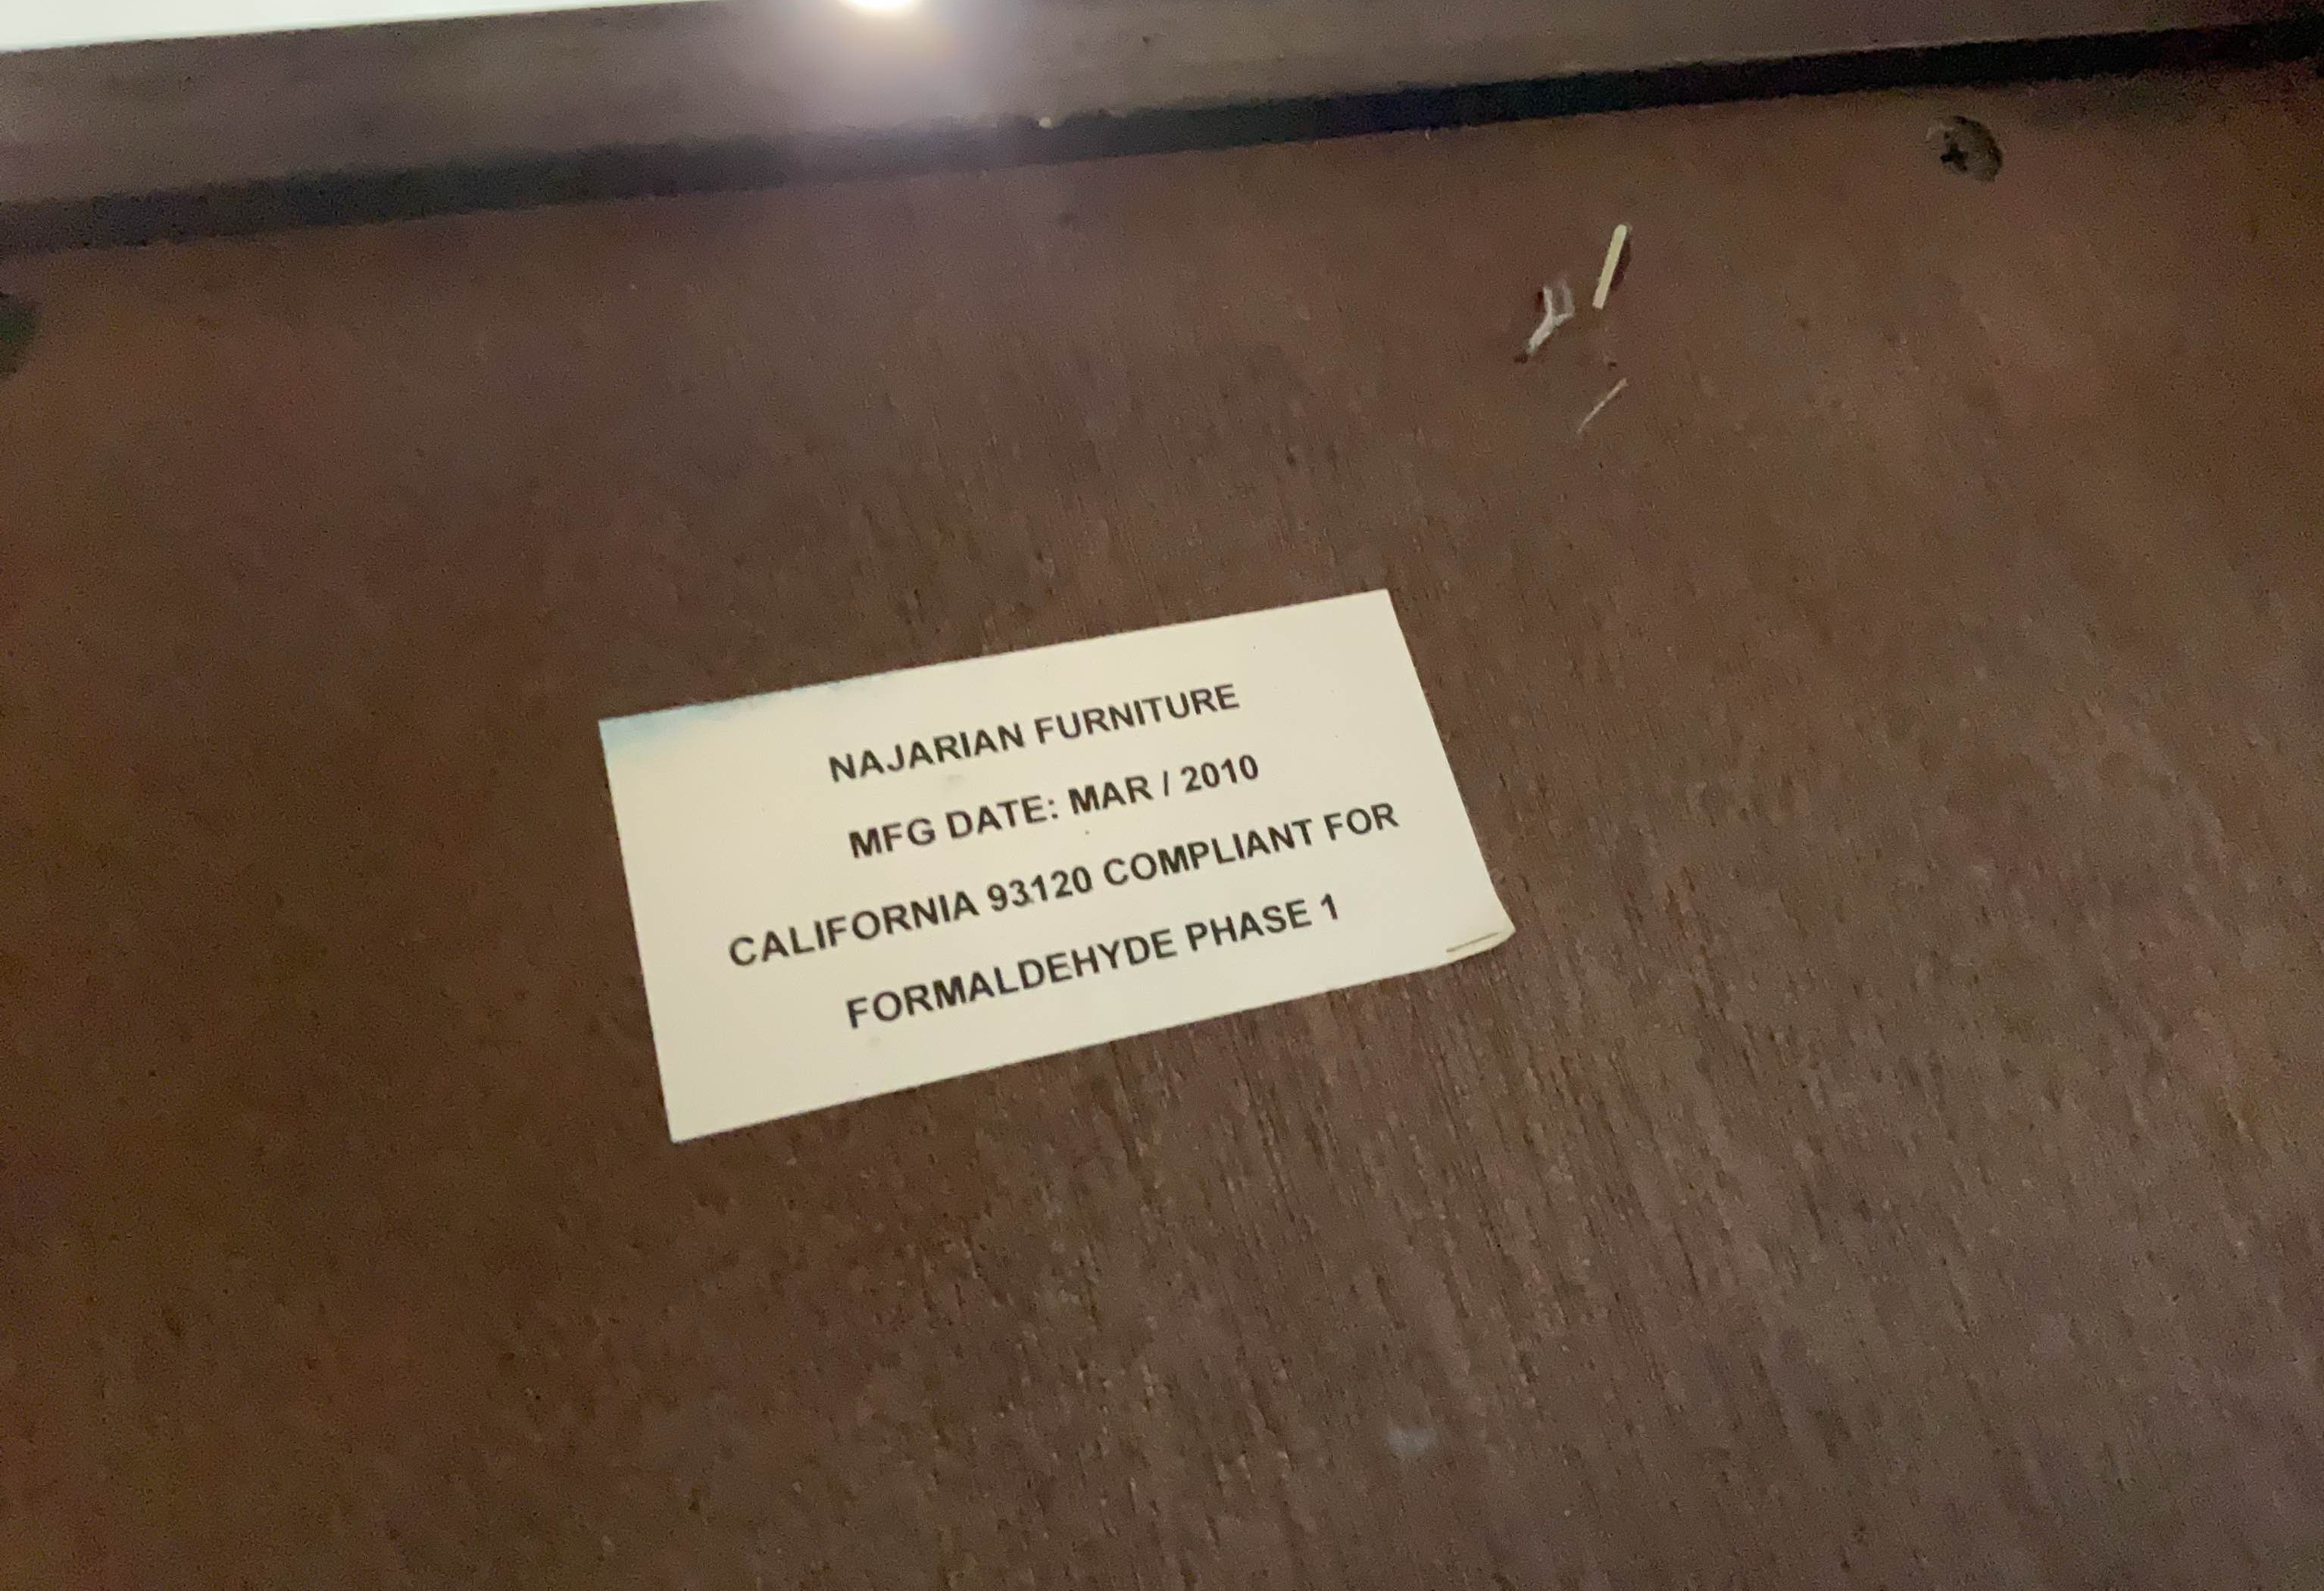 NAJARIAN FURNITURE
MFG DATE: MAR / 2010
CALIFORNIA 93120 COMPLIANT FOR
FORMALDEHYDE PHASE 1